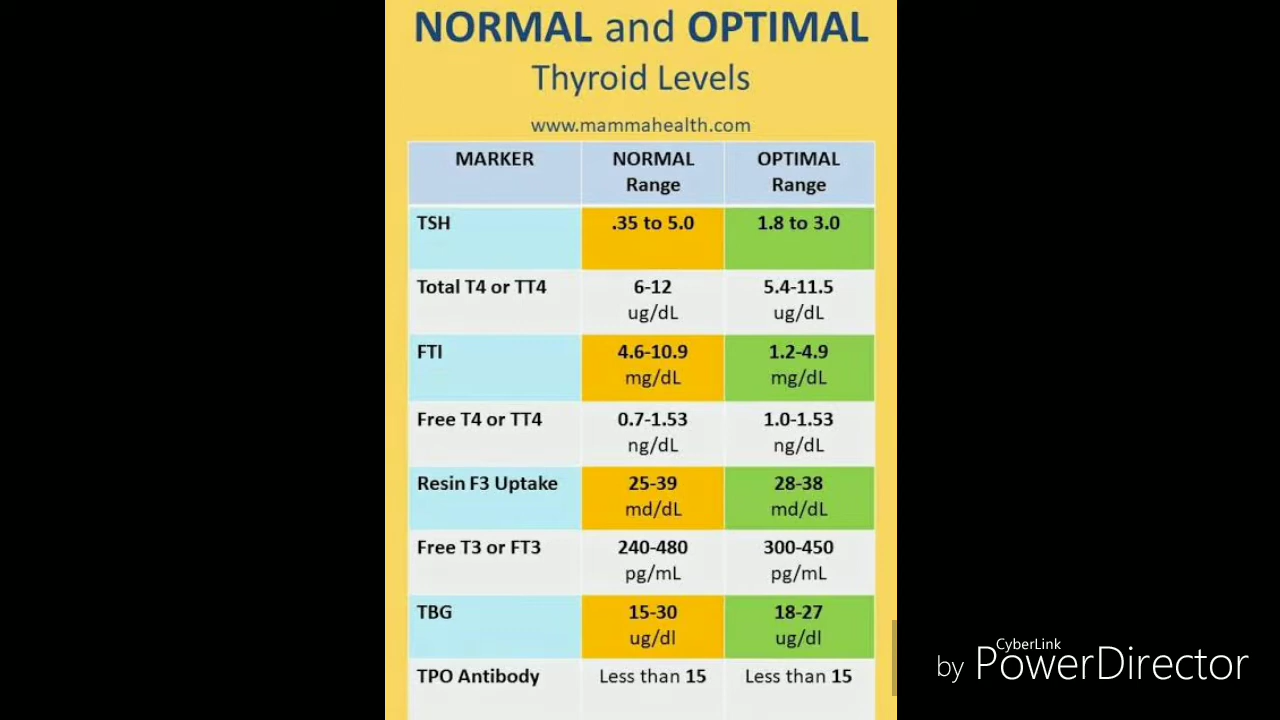 NORMAL and OPTIMAL
Thyroid Levels
www.mammahealth.com
MARKER
NORMAL
Range
OPTIMAL
Range
TSH
.35 to 5.0
1.8 to 3.0
Total T4 or TT4
6-12
ug/dL
5.4-11.5
ug/dL
FTI
4.6-10.9
mg/dL
1.2-4.9
mg/dL
Free T4 or TT4
0.7-1.53
ng/dL
1.0-1.53
ng/dL
Resin F3 Uptake
25-39
md/dL
28-38
md/dL
Free T3 or FT3
240-480
pg/mL
300-450
pg/mL
TBG
15-30
ug/dl
18-27
ug/dl
TPO Antibody
Less than 15
Less than 15
CyberLink
by PowerDirector